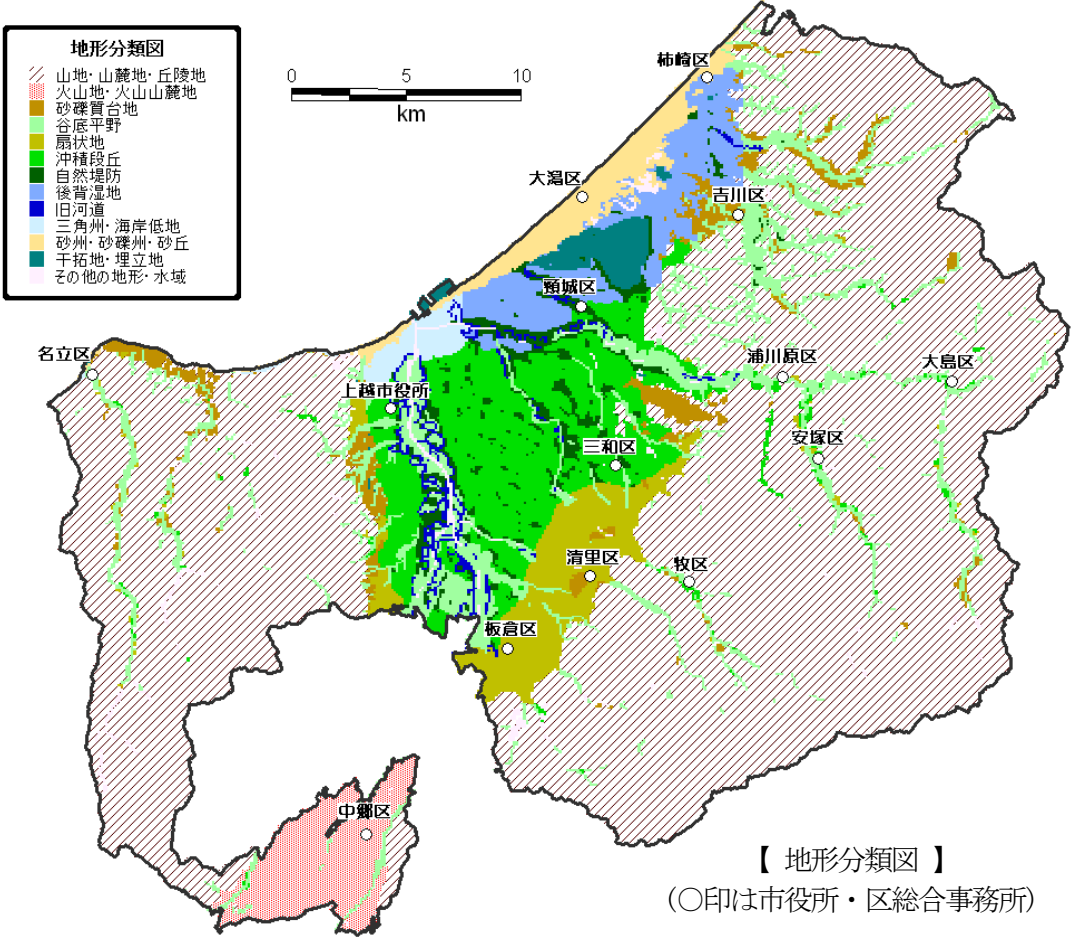 地形分類図
山地・山麓地・丘陵地
火山地・火山山麓地
砂礫質台地
谷底平野
扇状地
沖積段丘
自然堤防
後背湿地
旧河道
三角州・海岸低地
砂州・砂礫州・砂丘
干拓地・埋立地
その他の地形・水域
0 5 10
km
柿崎区
大潟区
吉川区
頸城区
名立区
浦川原区
大島区
上越市役所
安塚区
三和区
清里区
牧区
板倉区
中郷区
【 地形分類図 】
(○印は市役所・区総合事務所)